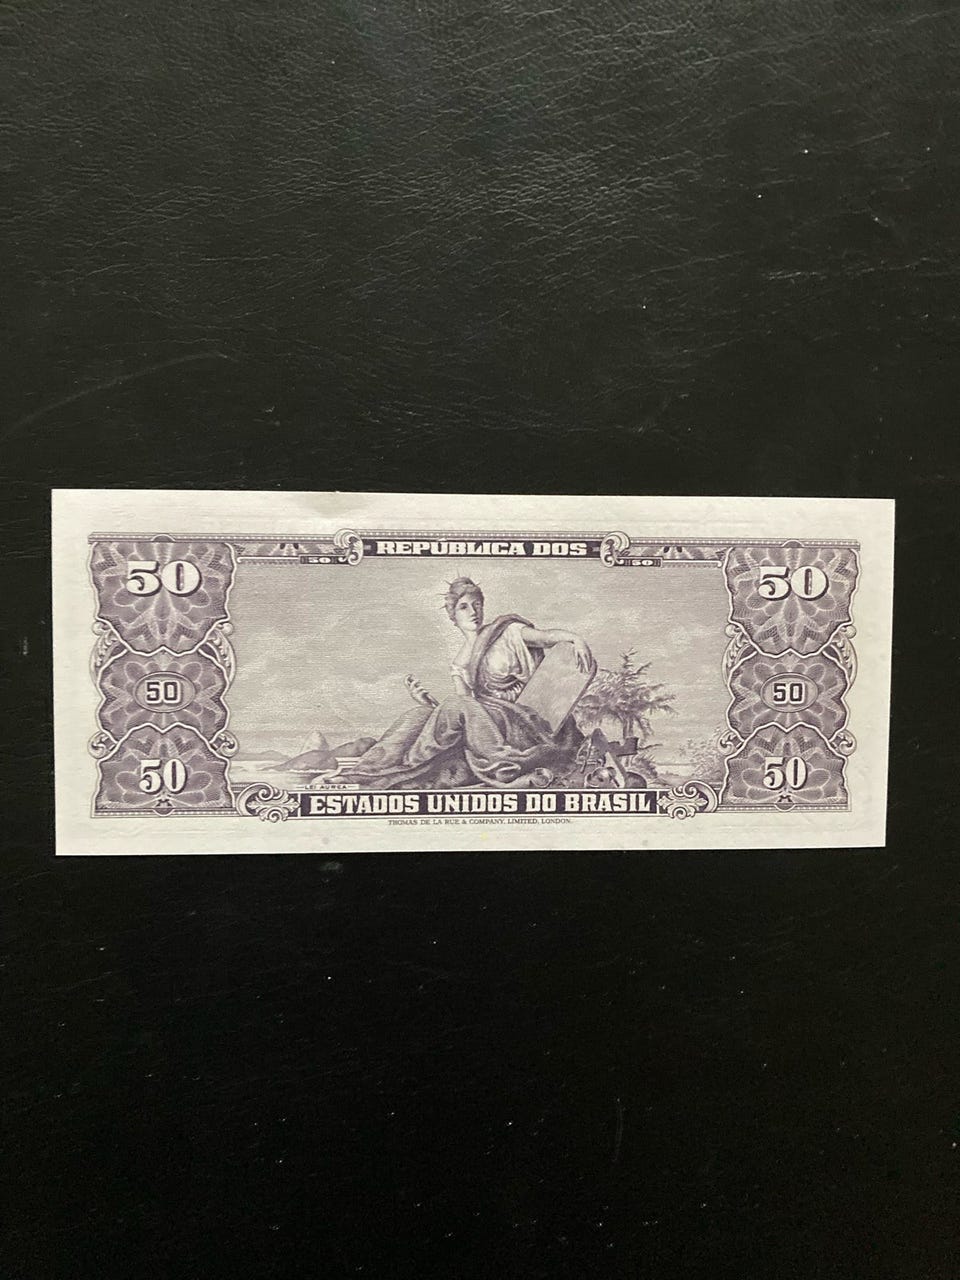 REPÚBLICA DOS
50 50
50 50
50 50
50 50
LEI AUREA
ESTADOS UNIDOS DO BRASIL
THOMAS DE LA RUE & COMPANY, LIMITED, LONDON.